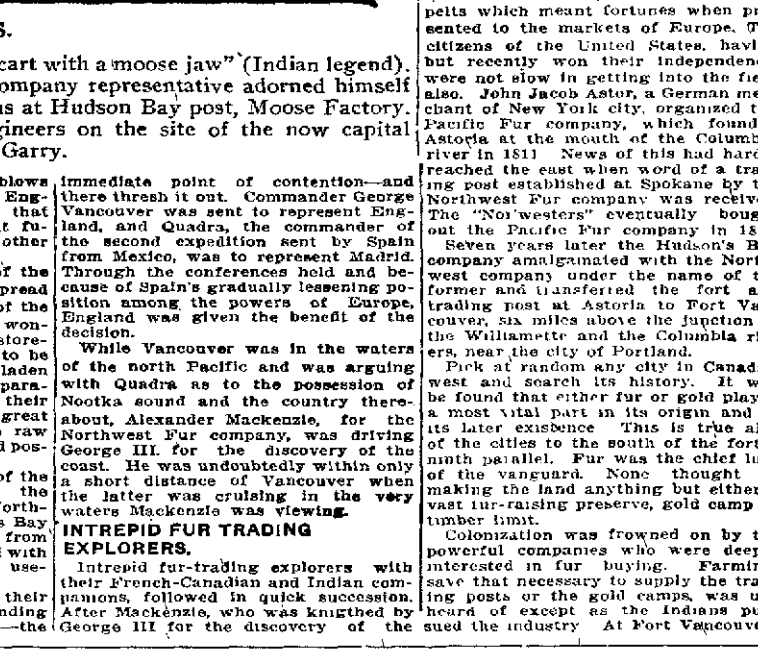 S.
cart with a moose jaw" (Indian legend).
ompany representative adorned himself
as at Hudson Bay post, Moose Factory.
gineers on the site of the now capital
Garry.
blows
Eng-
that
t fu-
other
of the
pread
of the
won-
store-
to be
laden
para-
their
great
raw
d pos-
of the
the
orth-
s Bay
from
d with
use-
their
nding
—the
immediate point of contention—and
there thresh it out. Commander George
Vancouver was sent to represent Eng-
land, and Quadra, the commander of
the second expedition sent by Spain
from Mexico, was to represent Madrid.
Through the conferences held and be-
cause of Spain's gradually lessening po-
sition among the powers of Europe,
England was given the benefit of the
decision.
While Vancouver was in the waters
of the north Pacific and was arguing
with Quadra as to the possession of
Nootka sound and the country there-
about, Alexander Mackenzie, for the
Northwest Fur company, was driving
George III. for the discovery of the
coast. He was undoubtedly within only
a short distance of Vancouver when
the latter was cruising in the very
waters Mackenzie was viewing.
INTREPID FUR TRADING
EXPLORERS.
Intrepid fur-trading explorers with
their French-Canadian and Indian com-
panions, followed in quick succession.
After Mackenzie, who was knigthed by
George III for the discovery of the
pelts which meant fortunes when pr
sented to the markets of Europe. T
citizens of the United States, havi
but recently won their independenc
were not slow in getting into the fie
also. John Jacob Astor, a German me
chant of New York city, organized t
Pacific Fur company, which found
Astoria at the mouth of the Columb
river in 1811 News of this had hard
reached the east when word of a tra
ing post established at Spokane by t
Northwest Fur company was receive
The "Nor'westers" eventually boug
out the Pacific Fur company in 18
Seven years later the Hudson's B
company amalgamated with the Nort
west company under the name of t
former and transferred the fort a
trading post at Astoria to Fort Va
couver, six miles above the junction
the Williamette and the Columbia ri
ers, near the city of Portland.
Pick at random any city in Canad
west and search its history. It w
be found that either fur or gold play
a most vital part in its origin and
its later existence This is true al
of the cities to the south of the fort
ninth parallel. Fur was the chief lu
of the vanguard. None thought
making the land anything but either
vast fur-raising preserve, gold camp
timber limit.
Colonization was frowned on by t
powerful companies who were deep
interested in fur buying. Farmin
save that necessary to supply the tra
ing posts or the gold camps, was u
heard of except as the Indians pu
sued the industry At Fort Vancouve